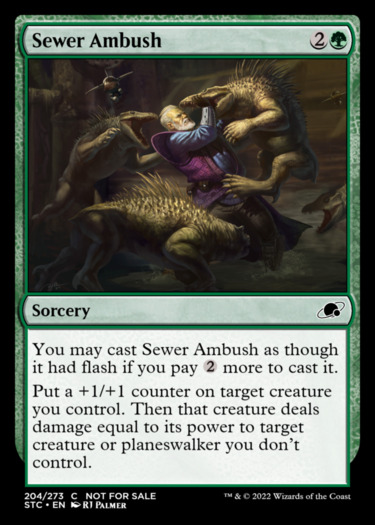 Sewer Ambush 2
Sorcery
You may cast Sewer Ambush as though
it had flash if you pay 2 more to cast it.
Put a +1/+1 counter on target creature
you control. Then that creature deals
damage equal to its power to target
creature or planeswalker you don't
control.
204/273 C NOT FOR SALE
STC • EN RJ PALMER ™ & © 2022 Wizards of the Coast